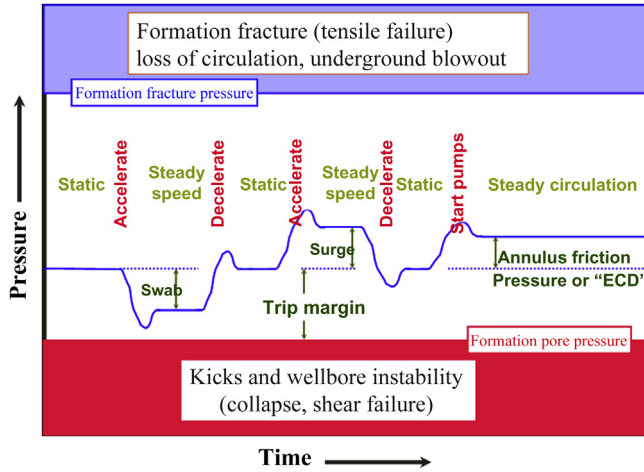 Formation fracture (tensile failure)
loss of circulation, underground blowout
Formation fracture pressure
Pressure
Static
Accelerate
Steady
speed
Decelerate
Static
Accelerate
Steady
speed
Decelerate
Static
Start pumps
Steady circulation
Swab
Surge
Trip margin
Annulus friction
Pressure or "ECD"
Formation pore pressure
Kicks and wellbore instability
(collapse, shear failure)
Time